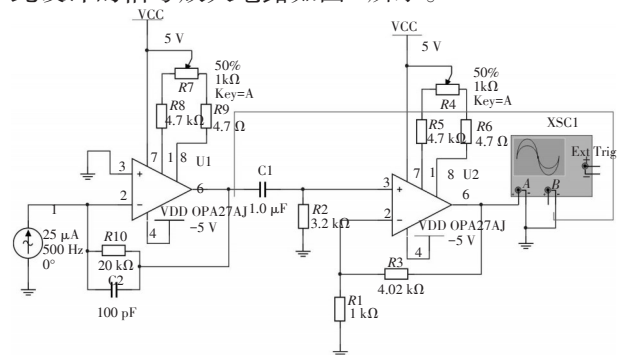 VCC
5 V
50%
1kΩ
Key=A
R7
R8
4.7 kΩ
R9
4.7 Ω
7
1
8
U1
3
2
6
4
VDD OPA27AJ
−5 V
1
25 μA
500 Hz
0°
R10
20 kΩ
C2
100 pF
C1
1.0 μF
R2
3.2 kΩ
VCC
5 V
50%
1kΩ
Key=A
R4
R5
4.7 kΩ
R6
4.7 Ω
7
1
8
U2
3
2
6
4
VDD OPA27AJ
−5 V
R3
4.02 kΩ
R1
1 kΩ
XSC1
Ext Trig
A
B